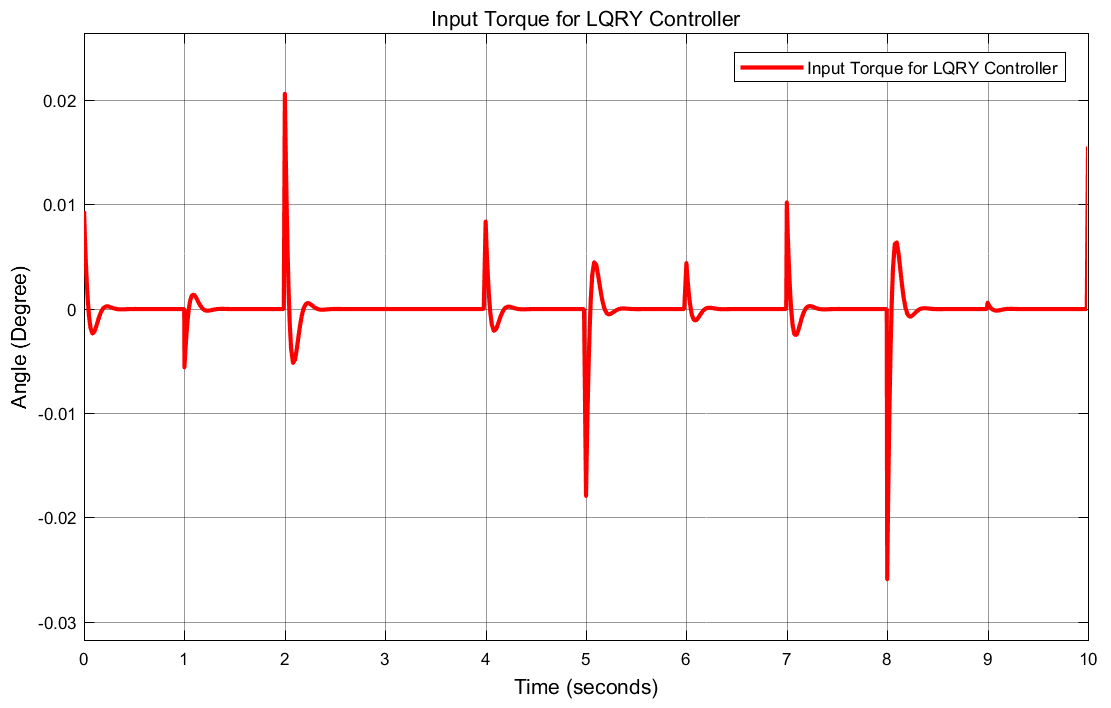 Input Torque for LQRY Controller
Input Torque for LQRY Controller
0.02
0.01
0
-0.01
-0.02
-0.03
Angle (Degree)
0 1 2 3 4 5 6 7 8 9 10
Time (seconds)